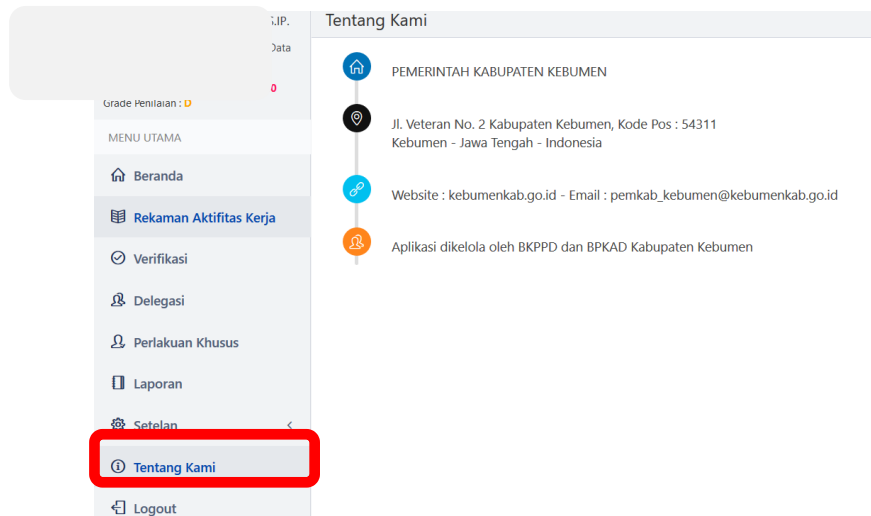 S.IP.
Data
Grade Penilaian : D
MENU UTAMA
Beranda
Rekaman Aktifitas Kerja
Verifikasi
Delegasi
Perlakuan Khusus
Laporan
Setelan
Tentang Kami
Logout
Tentang Kami
PEMERINTAH KABUPATEN KEBUMEN
Jl. Veteran No. 2 Kabupaten Kebumen, Kode Pos : 54311
Kebumen - Jawa Tengah - Indonesia
Website : kebumenkab.go.id - Email : pemkab_kebumen@kebumenkab.go.id
Aplikasi dikelola oleh BKPPD dan BPKAD Kabupaten Kebumen